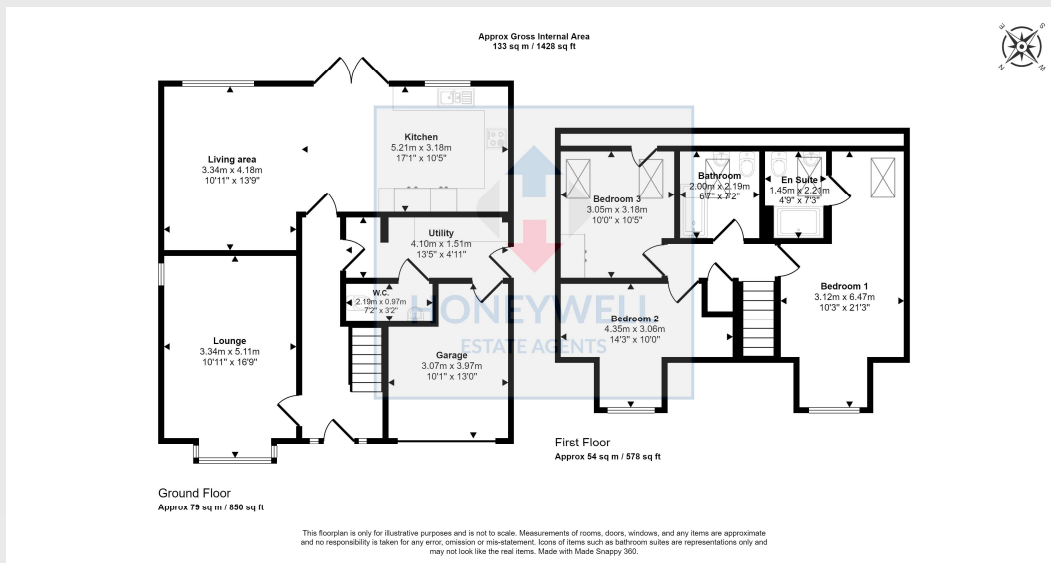 Approx Gross Internal Area
133 sq m / 1428 sq ft
E
S
N
W
Living area
3.34m x 4.18m
10'11" x 13'9"
Kitchen
5.21m x 3.18m
17'1" x 10'5"
Utility
4.10m x 1.51m
13'5" x 4'11"
W.C.
2.19m x 0.97m
7'2" x 3'2"
Lounge
3.34m x 5.11m
10'11" x 16'9"
Garage
3.07m x 3.97m
10'1" x 13'0"
HONEYWELL
ESTATE AGENTS
Bedroom 3
3.05m x 3.18m
10'0" x 10'5"
Bathroom
2.00m x 2.19m
6'7" x 7'2"
En Suite
1.45m x 2.21m
4'9" x 7'3"
Bedroom 1
3.12m x 6.47m
10'3" x 21'3"
Bedroom 2
4.35m x 3.06m
14'3" x 10'0"
First Floor
Approx 54 sq m / 578 sq ft
Ground Floor
Approx 79 sq m / 850 sq ft
This floorplan is only for illustrative purposes and is not to scale. Measurements of rooms, doors, windows, and any items are approximate
and no responsibility is taken for any error, omission or mis-statement. Icons of items such as bathroom suites are representations only and
may not look like the real items. Made with Made Snappy 360.